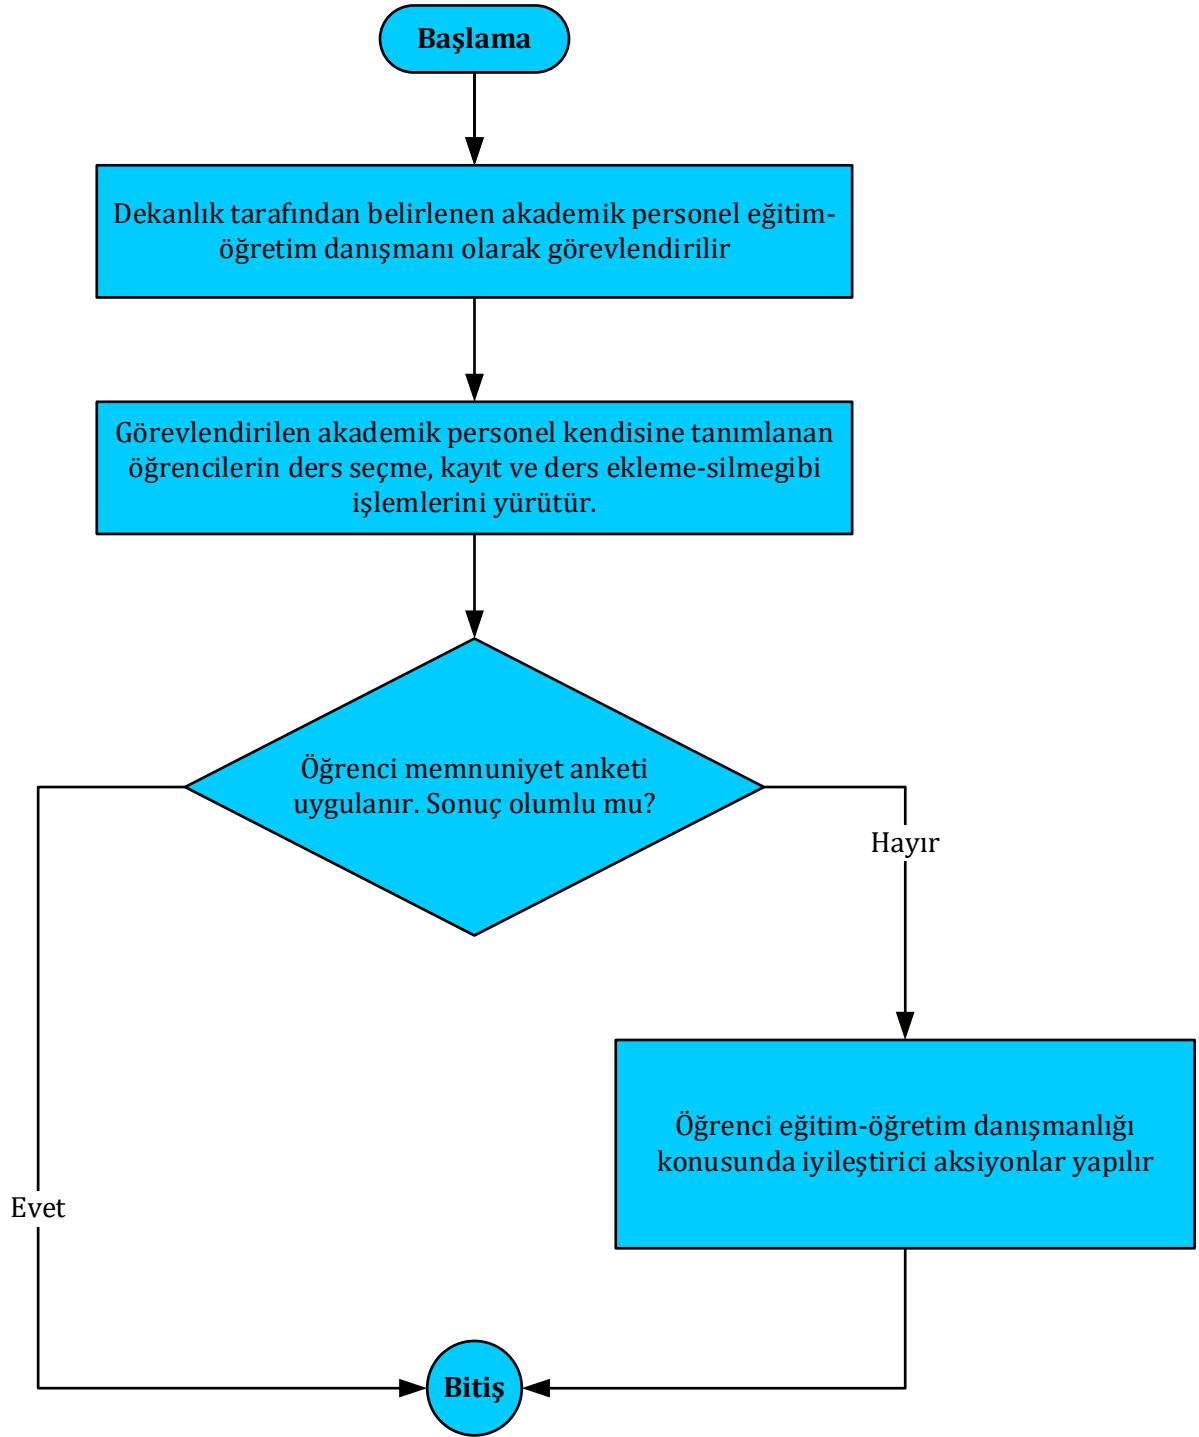 Başlama
Dekanlık tarafından belirlenen akademik personel eğitim-
öğretim danışmanı olarak görevlendirilir
Görevlendirilen akademik personel kendisine tanımlanan
öğrencilerin ders seçme, kayıt ve ders ekleme-silmegibi
işlemlerini yürütür.
Öğrenci memnuniyet anketi
uygulanır. Sonuç olumlu mu?
Hayır
Öğrenci eğitim-öğretim danışmanlığı
konusunda iyileştirici aksiyonlar yapılır
Evet
Bitiş